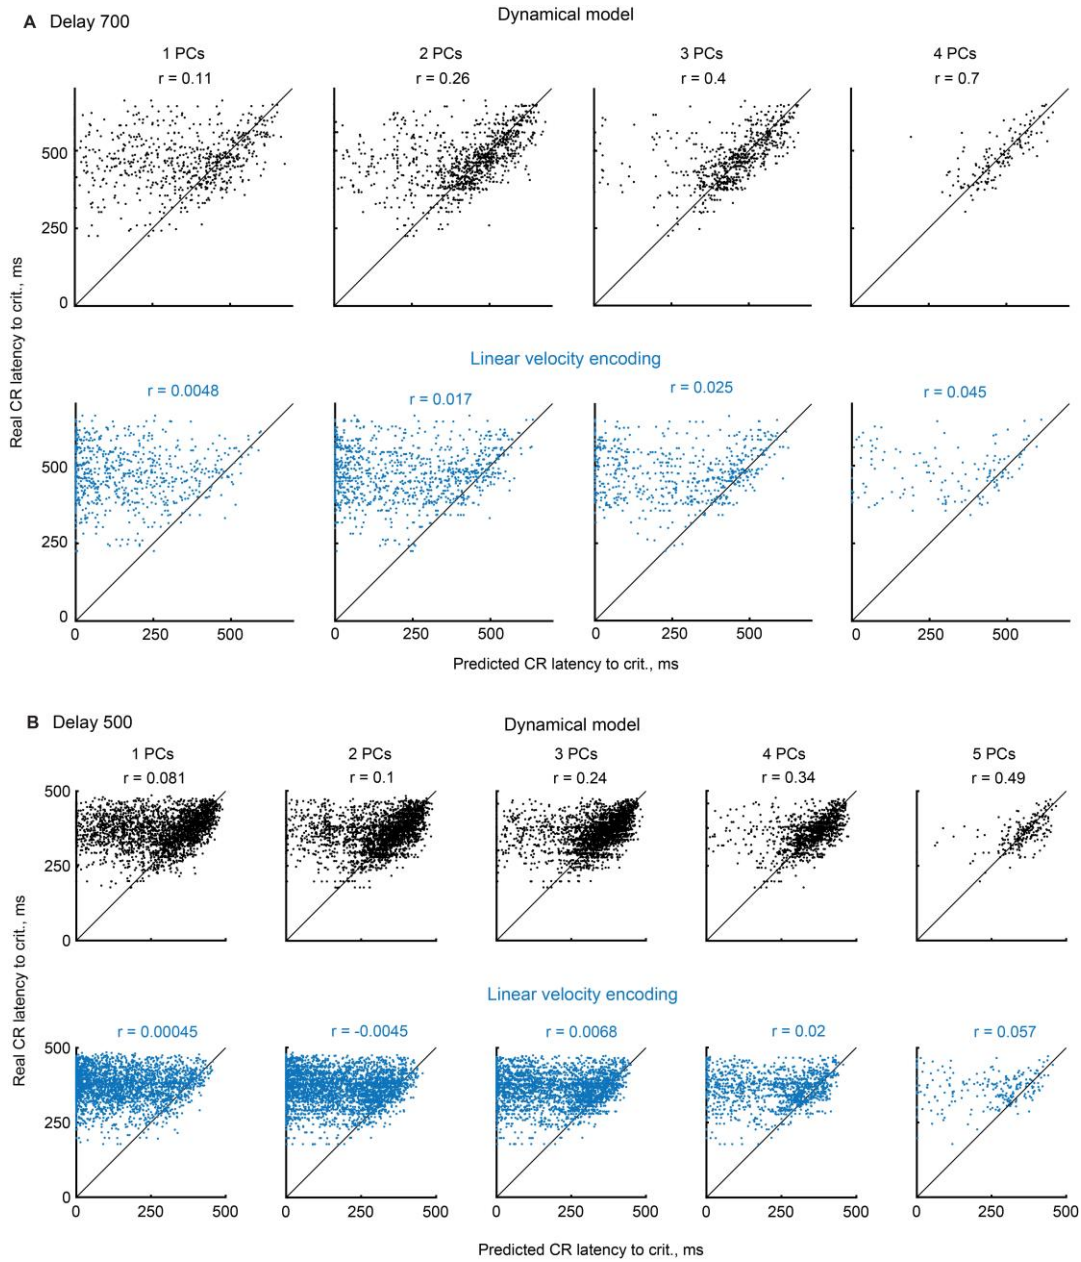 A Delay 700
Dynamical model
1 PCs 2 PCs 3 PCs 4 PCs
r = 0.11 r = 0.26 r = 0.4 r = 0.7
500
250
0
Real CR latency to crit., ms
Linear velocity encoding
r = 0.0048 r = 0.017 r = 0.025 r = 0.045
500
250
0
0 250 500 0 250 500 0 250 500 0 250 500
Predicted CR latency to crit., ms
B Delay 500
Dynamical model
1 PCs 2 PCs 3 PCs 4 PCs 5 PCs
r = 0.081 r = 0.1 r = 0.24 r = 0.34 r = 0.49
500
250
0
Real CR latency to crit., ms
Linear velocity encoding
r = 0.00045 r = -0.0045 r = 0.0068 r = 0.02 r = 0.057
500
250
0
0 250 500 0 250 500 0 250 500 0 250 500 0 250 500
Predicted CR latency to crit., ms